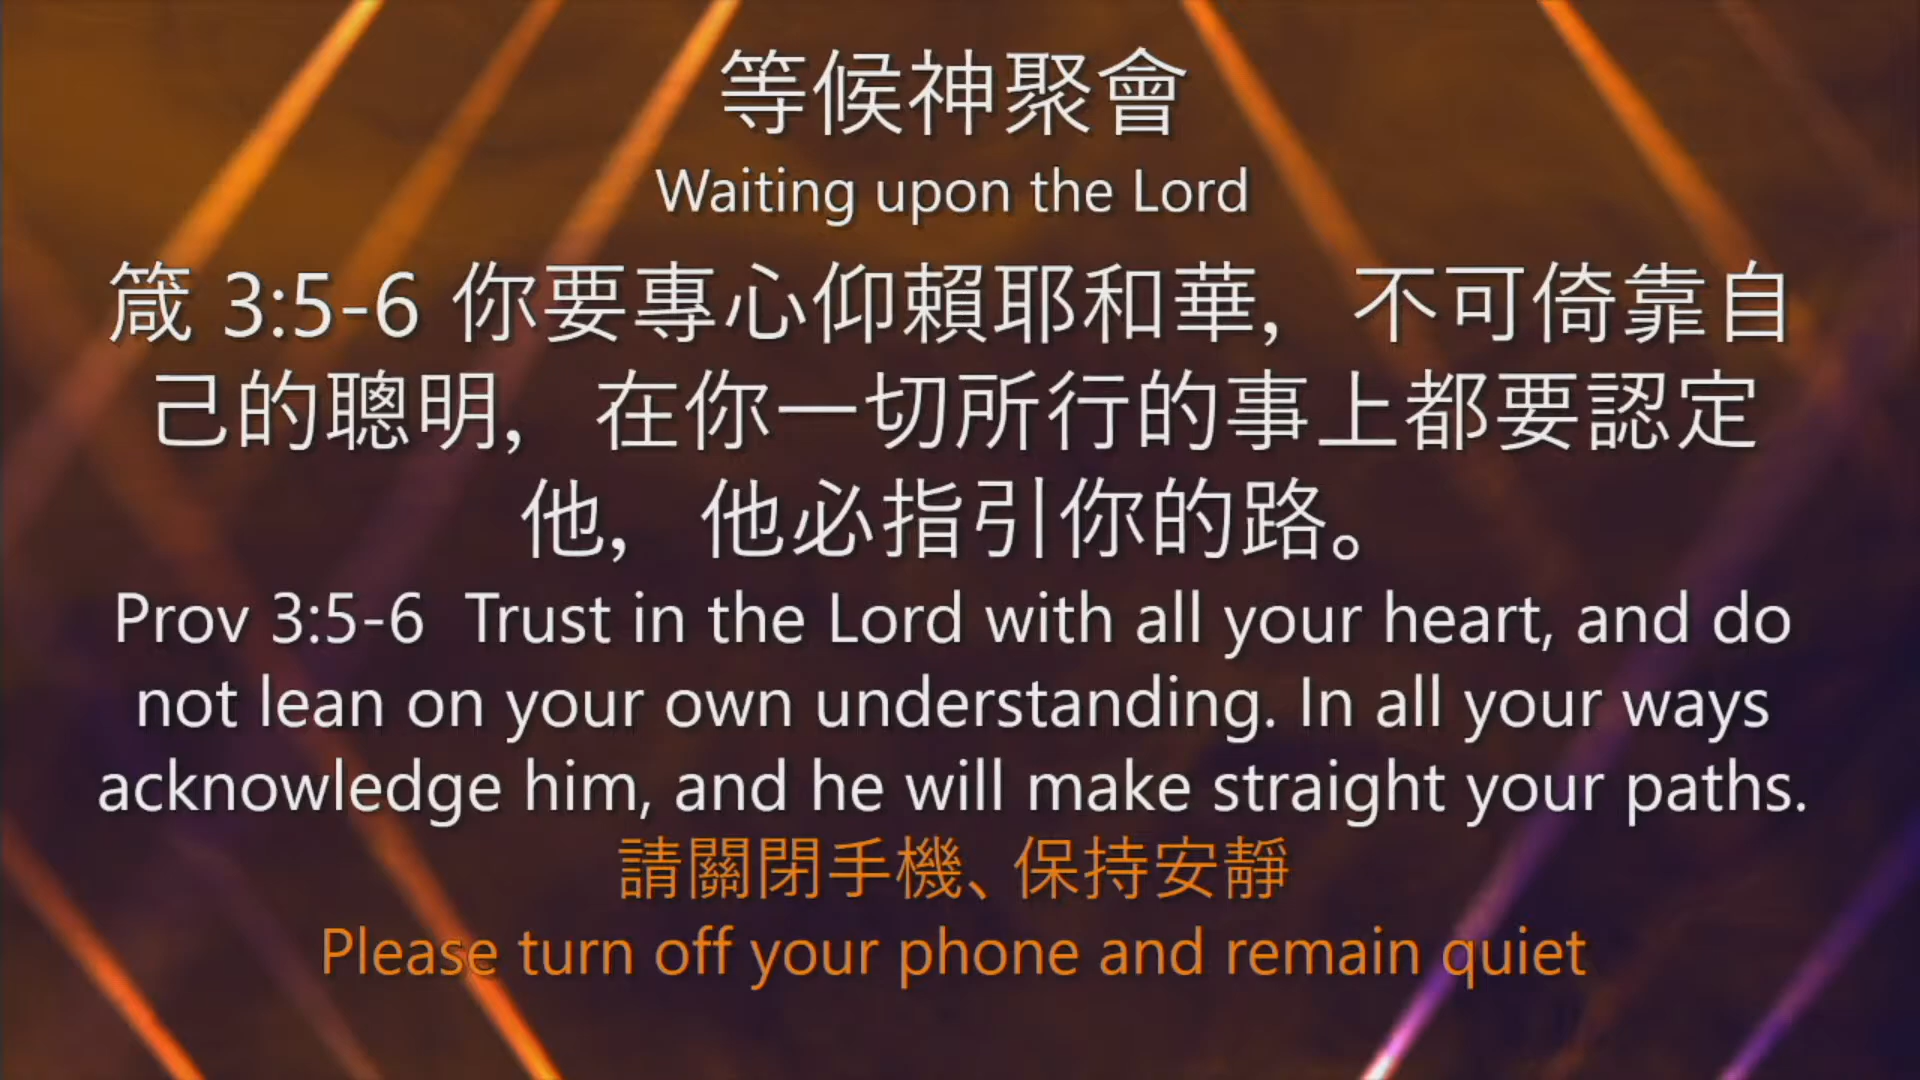 等候神聚會
Waiting upon the Lord
箴 3:5-6 你要專心仰賴耶和華, 不可倚靠自
己的聰明, 在你一切所行的事上都要認定
他, 他必指引你的路。
Prov 3:5-6  Trust in the Lord with all your heart, and do
not lean on your own understanding. In all your ways
acknowledge him, and he will make straight your paths.
請關閉手機、保持安靜
Please turn off your phone and remain quiet